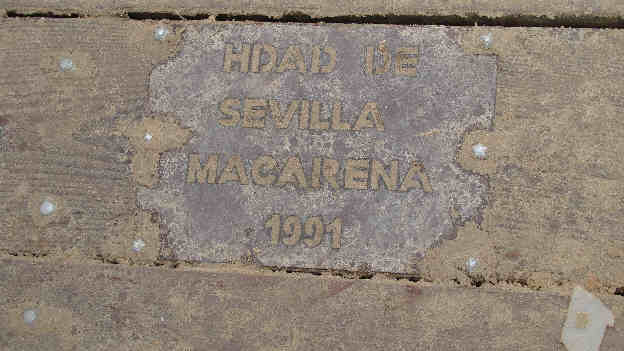 HDAD DE
SEVILLA
MACARENA
1991